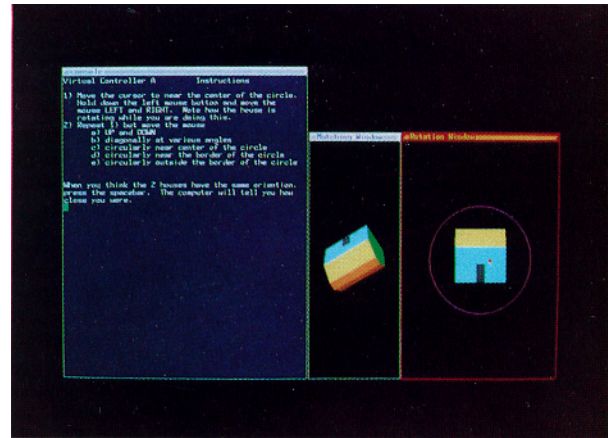 Virtual Controller A Instructions
1) Move the cursor to near the center of the circle.
Hold down the left mouse button and move the
mouse LEFT and RIGHT. Note how the house is
rotating while you are doing this.
2) Repeat 1) but move the mouse
a) UP and DOWN
b) diagonally at various angles
c) circularly near center of the circle
d) circularly near the border of the circle
e) circularly outside the border of the circle
When you think the 2 houses have the same oriention,
press the spacebar. The computer will tell you how
close you were.
Matching Window
Rotation Window